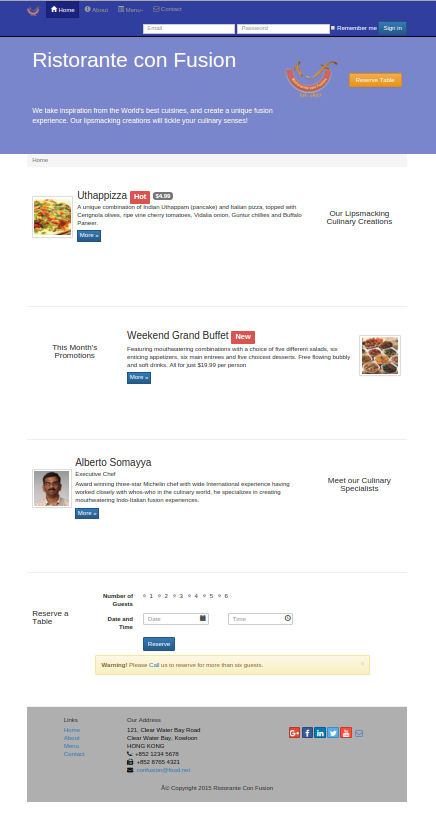 Home About Menu Contact
Email Password Remember me Sign in
Ristorante con Fusion
Reserve Table
We take inspiration from the World's best cuisines, and create a unique fusion
experience. Our lipsmacking creations will tickle your culinary senses!
Home
Uthappizza Hot $4.99
A unique combination of Indian Uthappam (pancake) and Italian pizza, topped with
Cerignola olives, ripe vine cherry tomatoes, Vidalia onion, Guntur chillies and Buffalo
Paneer.
More »
Our Lipsmacking
Culinary Creations
This Month's
Promotions
Weekend Grand Buffet New
Featuring mouthwatering combinations with a choice of five different salads, six
enticing appetizers, six main entrees and five choicest desserts. Free flowing bubbly
and soft drinks. All for just $19.99 per person
More »
Alberto Somayya
Executive Chef
Award winning three-star Michelin chef with wide International experience having
worked closely with whos-who in the culinary world, he specializes in creating
mouthwatering Indo-Italian fusion experiences.
More »
Meet our Culinary
Specialists
Reserve a
Table
Number of
Guests
1 2 3 4 5 6
Date and
Time
Date Time
Reserve
Warning! Please Call us to reserve for more than six guests. ×
Links
Home
About
Menu
Contact
Our Address
121, Clear Water Bay Road
Clear Water Bay, Kowloon
HONG KONG
: +852 1234 5678
: +852 8765 4321
: confusion@food.net
Â© Copyright 2015 Ristorante Con Fusion